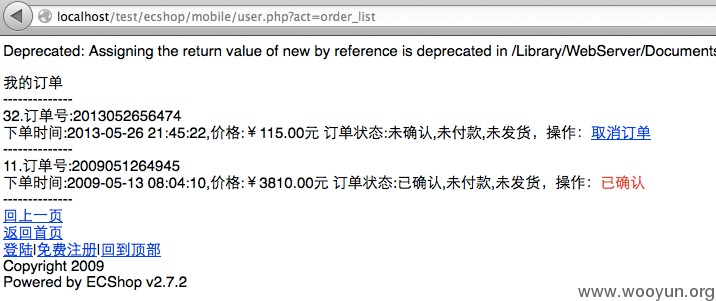 localhost/test/ecshop/mobile/user.php?act=order_list
Deprecated: Assigning the return value of new by reference is deprecated in /Library/WebServer/Documents
我的订单
--------------
32.订单号:2013052656474
下单时间:2013-05-26 21:45:22,价格:￥115.00元 订单状态:未确认,未付款,未发货，操作：取消订单
--------------
11.订单号:2009051264945
下单时间:2009-05-13 08:04:10,价格:￥3810.00元 订单状态:已确认,未付款,未发货，操作：已确认
--------------
回上一页
返回首页
登陆|免费注册|回到顶部
Copyright 2009
Powered by ECShop v2.7.2
www.wooyun.org